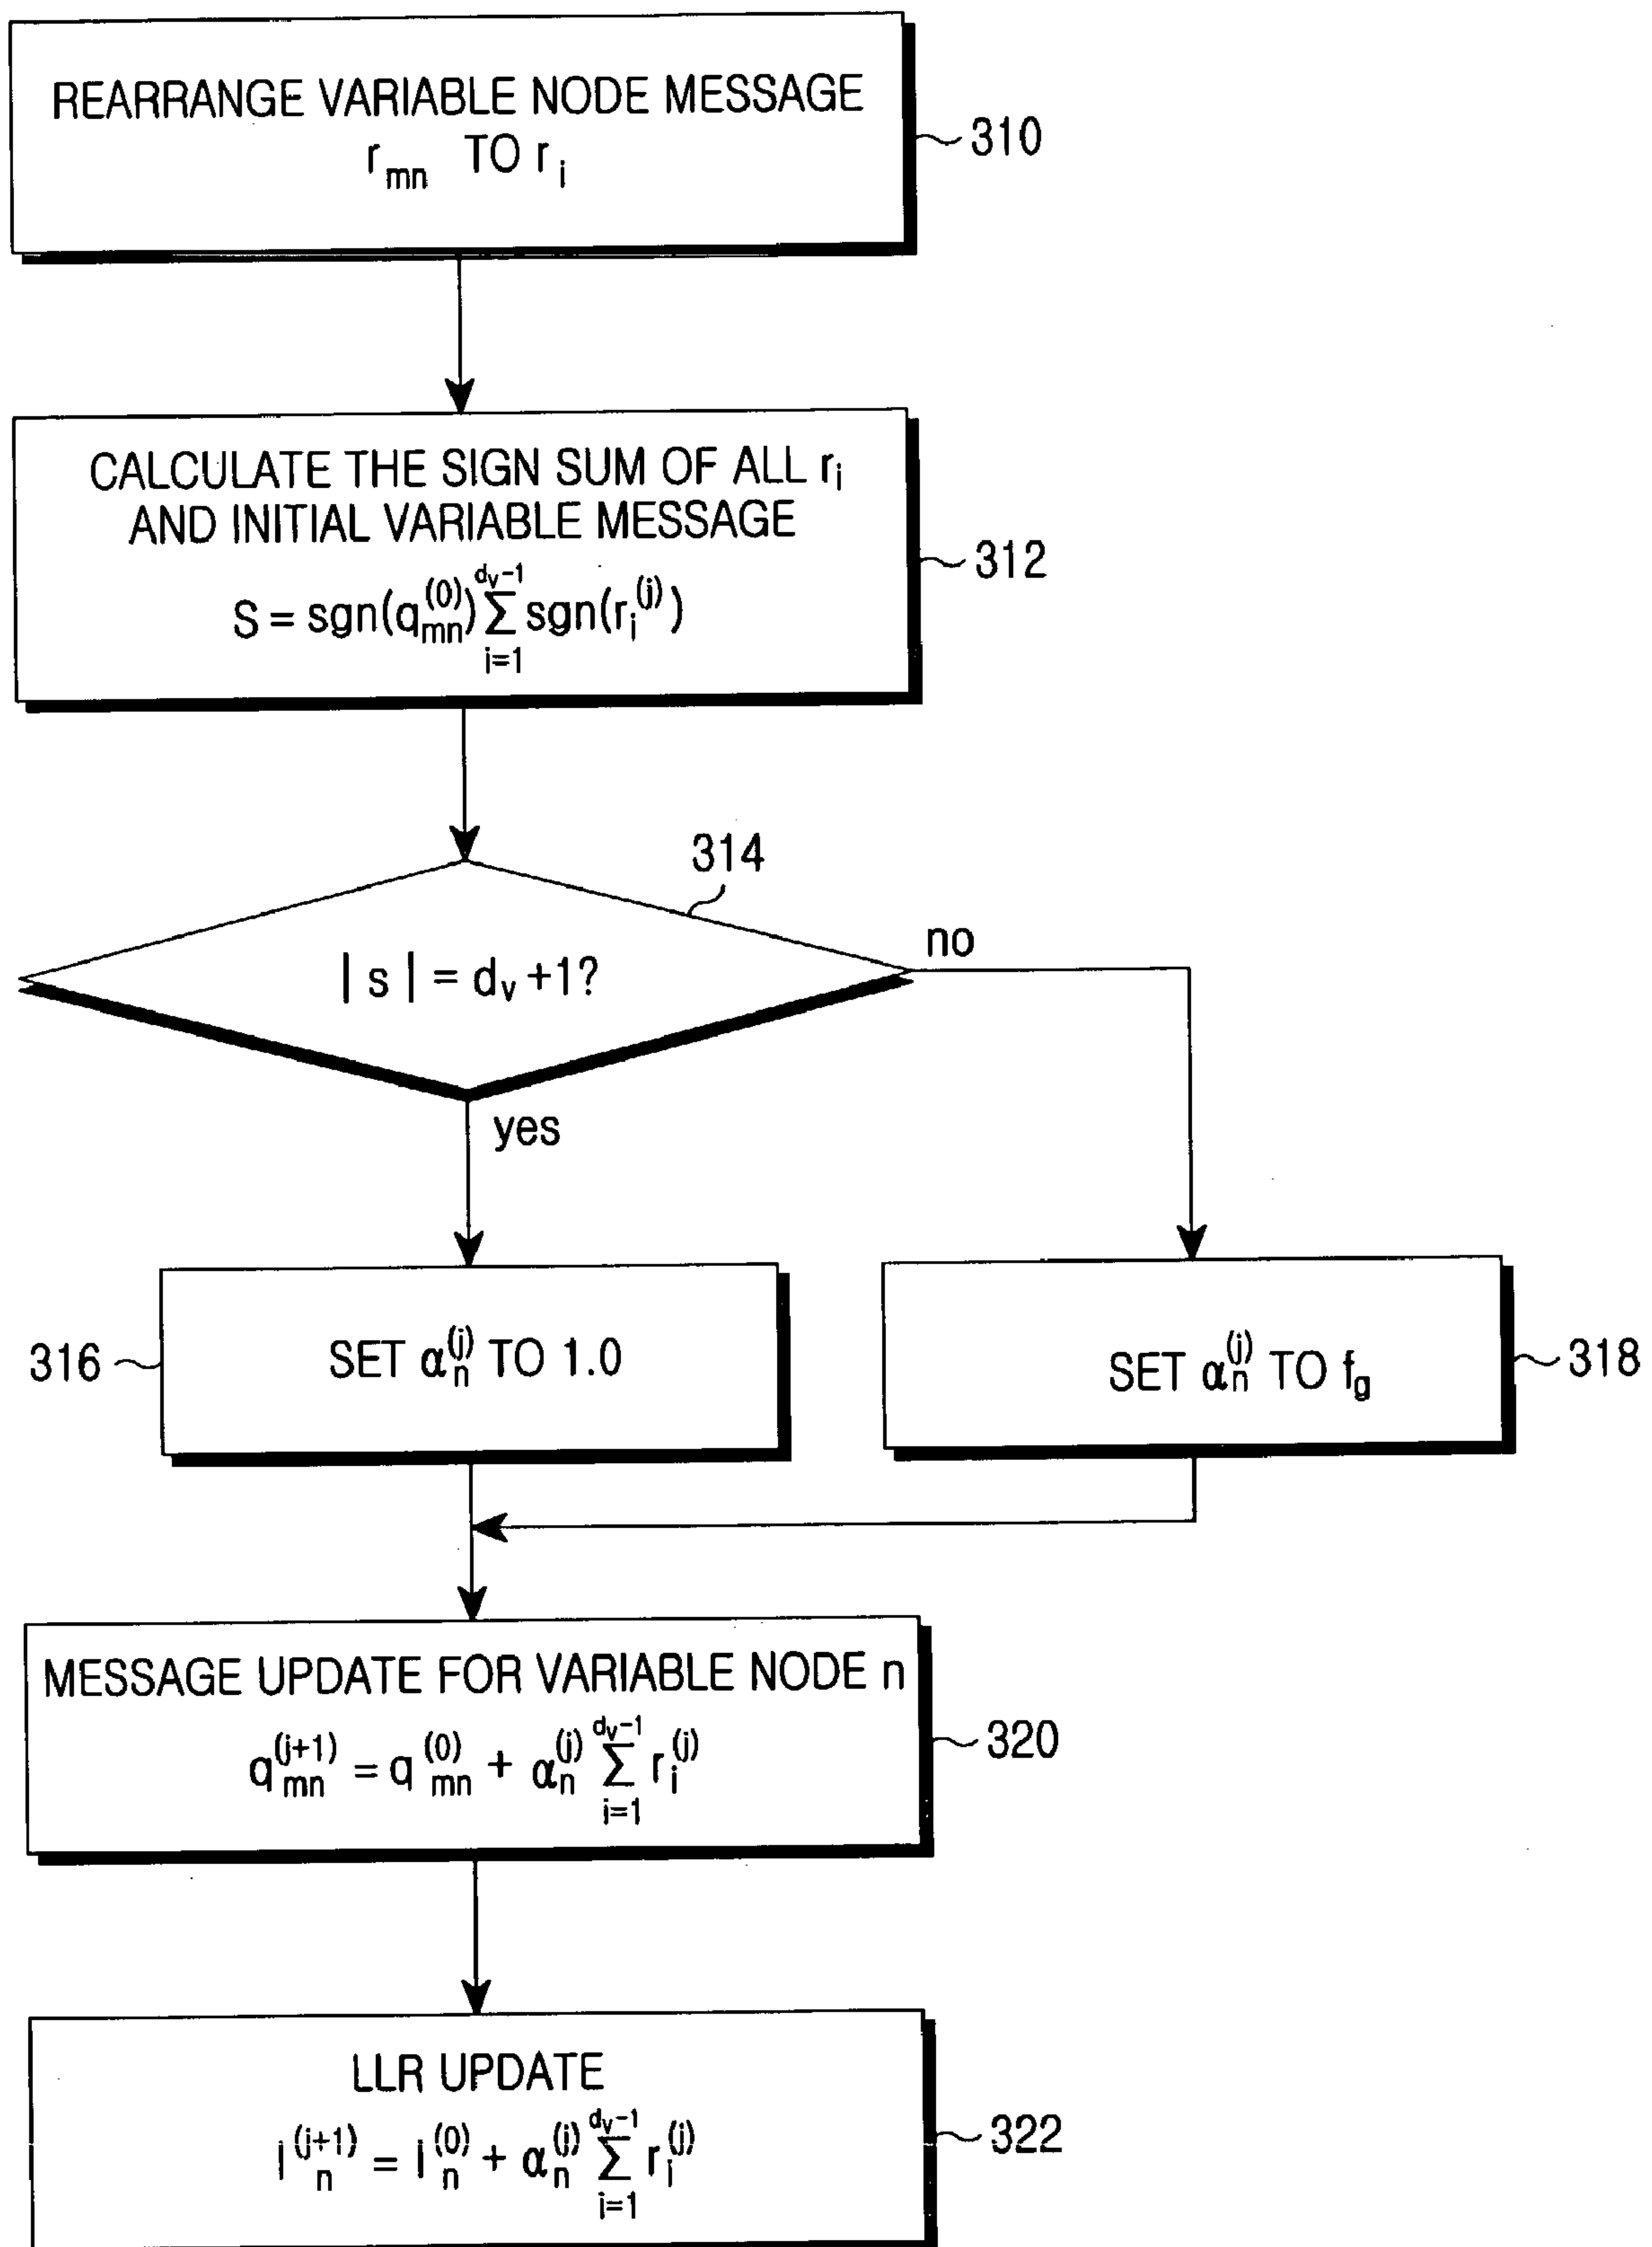 REARRANGE VARIABLE NODE MESSAGE
r_mn TO r_i
310
CALCULATE THE SIGN SUM OF ALL r_i
AND INITIAL VARIABLE MESSAGE
S = sgn(q_mn^(0)) Σ_{i=1}^{d_v-1} sgn(r_i^(j))
312
314
| s | = d_v +1?
no
yes
316
SET α_n^(j) TO 1.0
SET α_n^(j) TO f_g
318
MESSAGE UPDATE FOR VARIABLE NODE n
q_mn^(j+1) = q_mn^(0) + α_n^(j) Σ_{i=1}^{d_v-1} r_i^(j)
320
LLR UPDATE
l_n^(j+1) = l_n^(0) + α_n^(j) Σ_{i=1}^{d_v-1} r_i^(j)
322